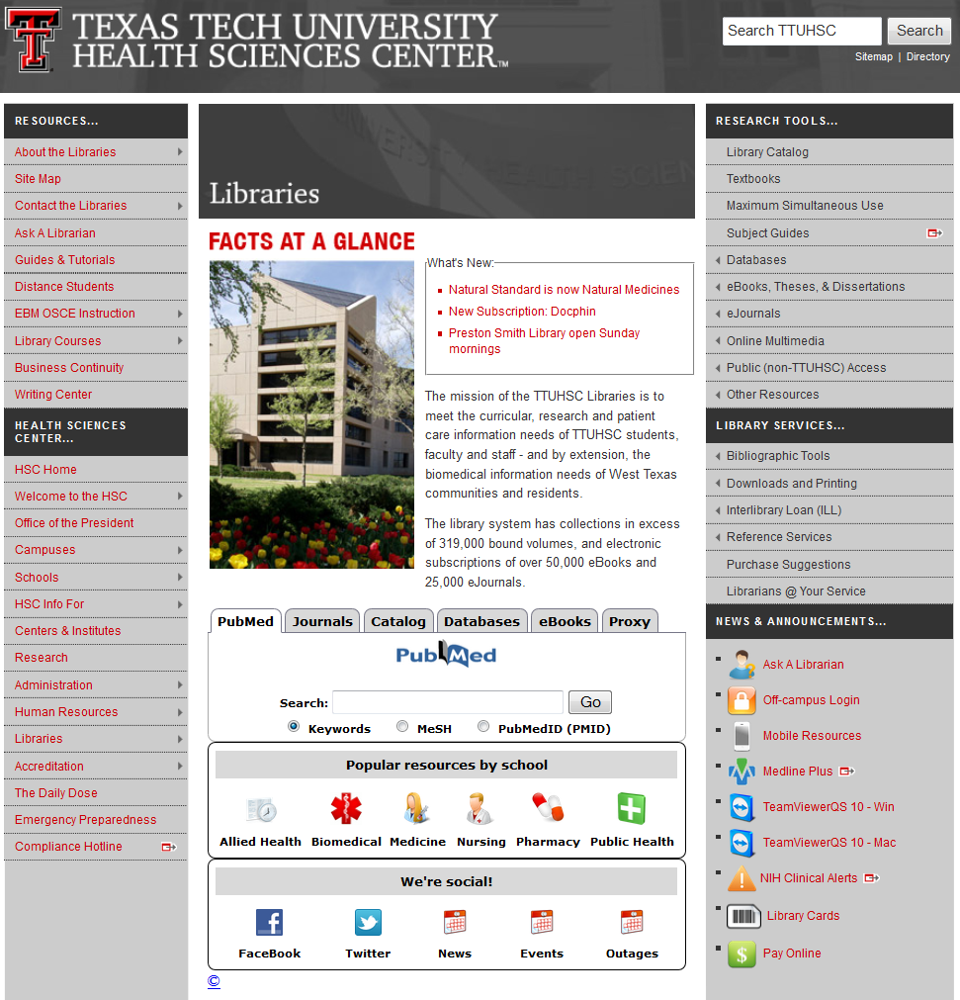 TEXAS TECH UNIVERSITY
HEALTH SCIENCES CENTER™
Search TTUHSC
Search
Sitemap | Directory
RESOURCES...
About the Libraries
Site Map
Contact the Libraries
Ask A Librarian
Guides & Tutorials
Distance Students
EBM OSCE Instruction
Library Courses
Business Continuity
Writing Center
HEALTH SCIENCES
CENTER...
HSC Home
Welcome to the HSC
Office of the President
Campuses
Schools
HSC Info For
Centers & Institutes
Research
Administration
Human Resources
Libraries
Accreditation
The Daily Dose
Emergency Preparedness
Compliance Hotline
Libraries
FACTS AT A GLANCE
What's New:
Natural Standard is now Natural Medicines
New Subscription: Docphin
Preston Smith Library open Sunday
mornings
The mission of the TTUHSC Libraries is to
meet the curricular, research and patient
care information needs of TTUHSC students,
faculty and staff - and by extension, the
biomedical information needs of West Texas
communities and residents.
The library system has collections in excess
of 319,000 bound volumes, and electronic
subscriptions of over 50,000 eBooks and
25,000 eJournals.
PubMed Journals Catalog Databases eBooks Proxy
PubMed
Search:
Go
Keywords MeSH PubMedID (PMID)
Popular resources by school
Allied Health Biomedical Medicine Nursing Pharmacy Public Health
We're social!
FaceBook Twitter News Events Outages
©
RESEARCH TOOLS...
Library Catalog
Textbooks
Maximum Simultaneous Use
Subject Guides
Databases
eBooks, Theses, & Dissertations
eJournals
Online Multimedia
Public (non-TTUHSC) Access
Other Resources
LIBRARY SERVICES...
Bibliographic Tools
Downloads and Printing
Interlibrary Loan (ILL)
Reference Services
Purchase Suggestions
Librarians @ Your Service
NEWS & ANNOUNCEMENTS...
Ask A Librarian
Off-campus Login
Mobile Resources
Medline Plus
TeamViewerQS 10 - Win
TeamViewerQS 10 - Mac
NIH Clinical Alerts
Library Cards
Pay Online